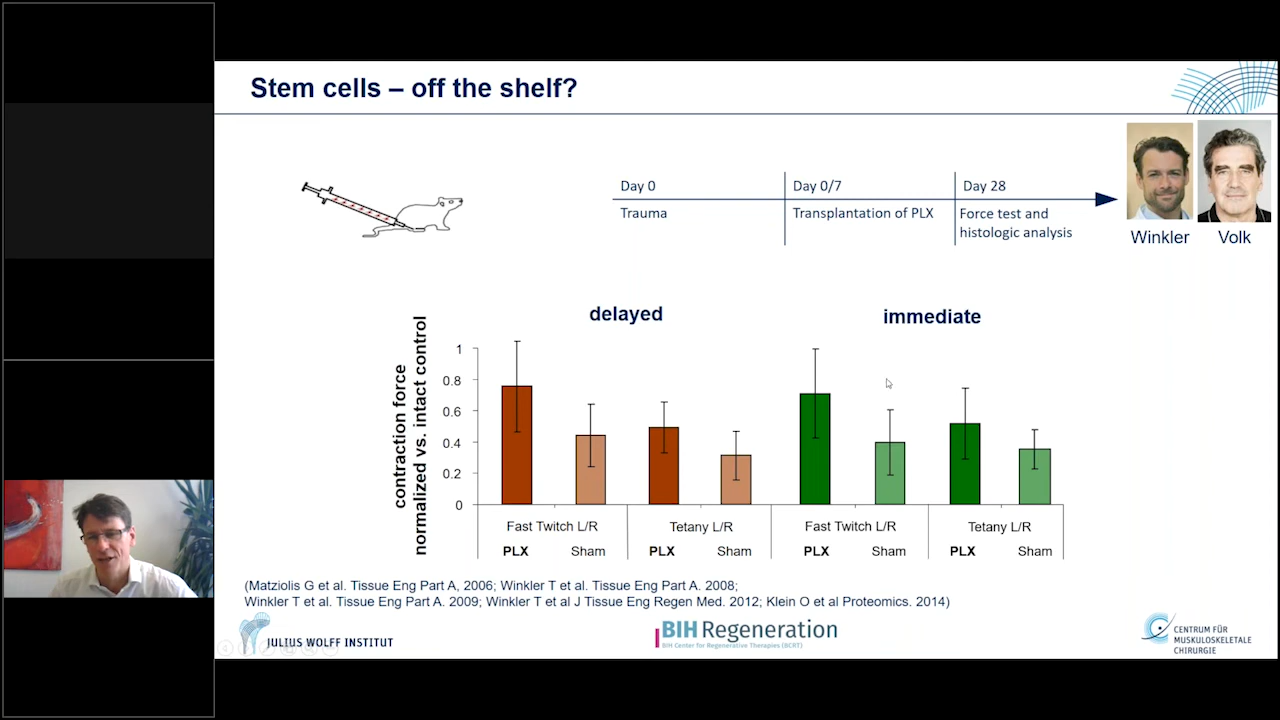 Stem cells – off the shelf?
Day 0
Day 0/7
Day 28
Trauma
Transplantation of PLX
Force test and
histologic analysis
Winkler
Volk
delayed
immediate
contraction force
normalized vs. intact control
1
0.8
0.6
0.4
0.2
0
Fast Twitch L/R
Tetany L/R
Fast Twitch L/R
Tetany L/R
PLX
Sham
PLX
Sham
PLX
Sham
PLX
Sham
(Matziolis G et al. Tissue Eng Part A, 2006; Winkler T et al. Tissue Eng Part A. 2008;
Winkler T et al. Tissue Eng Part A. 2009; Winkler T et al J Tissue Eng Regen Med. 2012; Klein O et al Proteomics. 2014)
JULIUS WOLFF INSTITUT
BIH Regeneration
BIH Center for Regenerative Therapies (BCRT)
CENTRUM FÜR
MUSKULOSKELETALE
CHIRURGIE